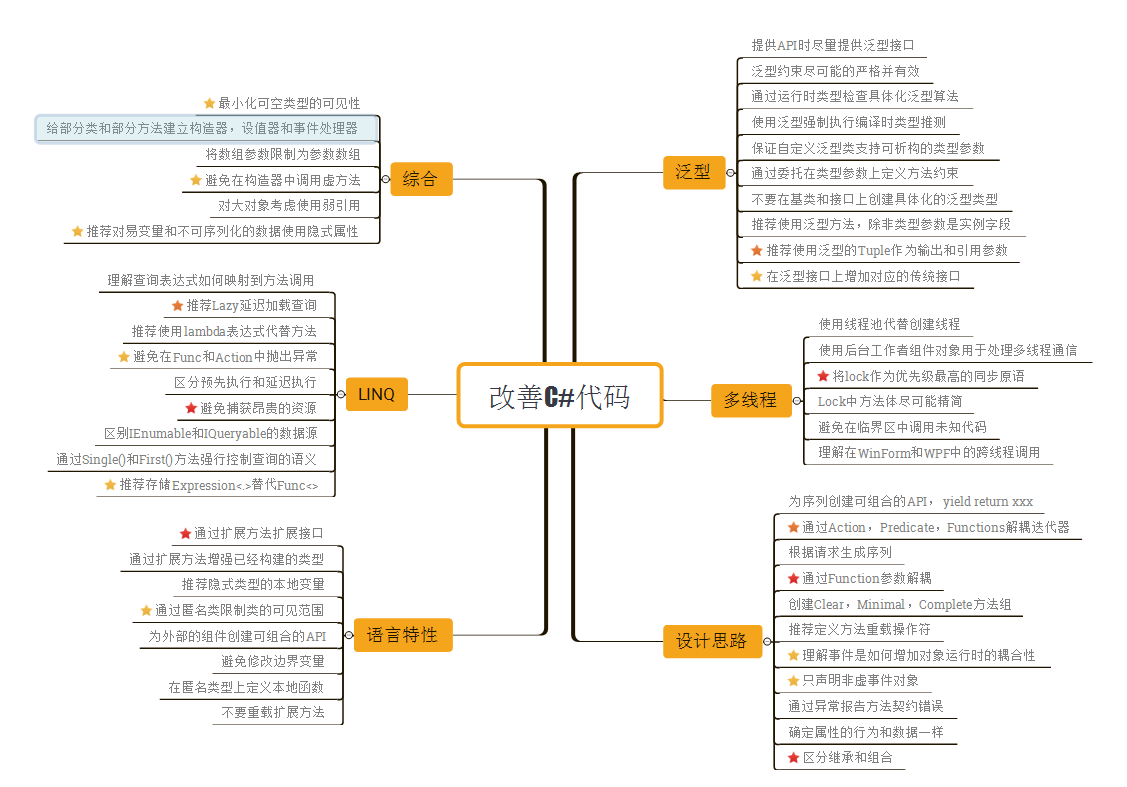 改善C#代码
综合
最小化可空类型的可见性
给部分类和部分方法建立构造器，设值器和事件处理器
将数组参数限制为参数数组
避免在构造器中调用虚方法
对大对象考虑使用弱引用
推荐对易变量和不可序列化的数据使用隐式属性
LINQ
理解查询表达式如何映射到方法调用
推荐Lazy延迟加载查询
推荐使用lambda表达式代替方法
避免在Func和Action中抛出异常
区分预先执行和延迟执行
避免捕获昂贵的资源
区别IEnumable和IQueryable的数据源
通过Single()和First()方法强行控制查询的语义
推荐存储Expression<.>替代Func<>
语言特性
通过扩展方法扩展接口
通过扩展方法增强已经构建的类型
推荐隐式类型的本地变量
通过匿名类限制类的可见范围
为外部的组件创建可组合的API
避免修改边界变量
在匿名类型上定义本地函数
不要重载扩展方法
泛型
提供API时尽量提供泛型接口
泛型约束尽可能的严格并有效
通过运行时类型检查具体化泛型算法
使用泛型强制执行编译时类型推测
保证自定义泛型类支持可析构的类型参数
通过委托在类型参数上定义方法约束
不要在基类和接口上创建具体化的泛型类型
推荐使用泛型方法，除非类型参数是实例字段
推荐使用泛型的Tuple作为输出和引用参数
在泛型接口上增加对应的传统接口
多线程
使用线程池代替创建线程
使用后台工作者组件对象用于处理多线程通信
将lock作为优先级最高的同步原语
Lock中方法体尽可能精简
避免在临界区中调用未知代码
理解在WinForm和WPF中的跨线程调用
设计思路
为序列创建可组合的API， yield return xxx
通过Action，Predicate，Functions解耦迭代器
根据请求生成序列
通过Function参数解耦
创建Clear，Minimal，Complete方法组
推荐定义方法重载操作符
理解事件是如何增加对象运行时的耦合性
只声明非虚事件对象
通过异常报告方法契约错误
确定属性的行为和数据一样
区分继承和组合